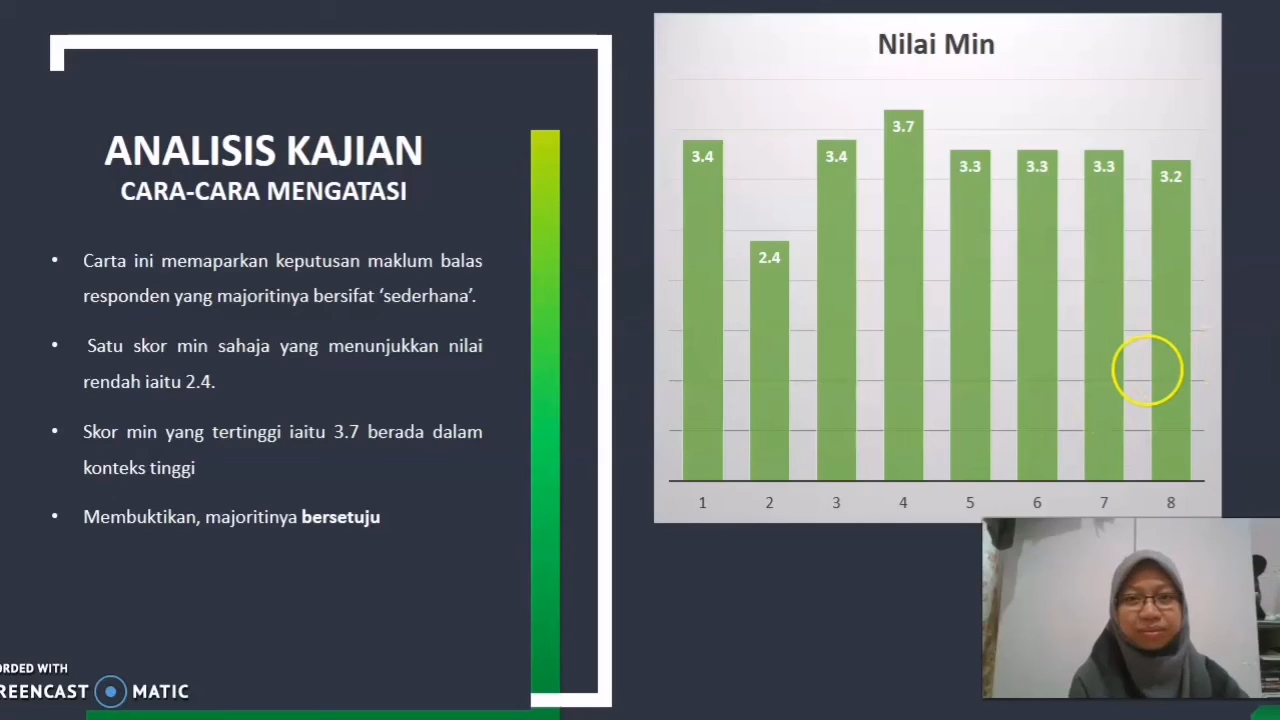 ANALISIS KAJIAN
CARA-CARA MENGATASI
• Carta ini memaparkan keputusan maklum balas
responden yang majoritinya bersifat ‘sederhana’.
• Satu skor min sahaja yang menunjukkan nilai
rendah iaitu 2.4.
• Skor min yang tertinggi iaitu 3.7 berada dalam
konteks tinggi
• Membuktikan, majoritinya bersetuju
Nilai Min
3.4
2.4
3.4
3.7
3.3
3.3
3.3
3.2
1 2 3 4 5 6 7 8
ORDED WITH
REENCAST MATIC